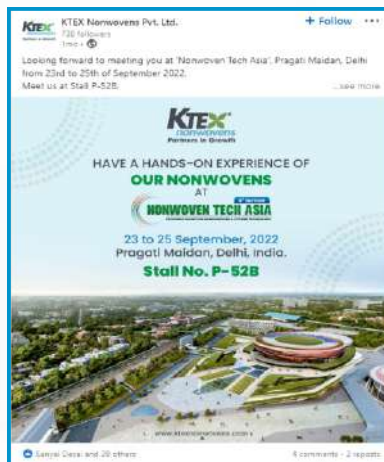 KTEX Nonwovens Pvt. Ltd.
+ Follow
followers
1mo
Looking forward to meeting you at 'Nonwoven Tech Asia', Pragati Maidan, Delhi
from 23rd to 25th of September 2022.
Meet us at Stall P-52B.
...see more
KTEX
nonwovens
Partners in Growth
HAVE A HANDS-ON EXPERIENCE OF
OUR NONWOVENS
AT
NONWOVEN TECH ASIA
23 to 25 September, 2022
Pragati Maidan, Delhi, India.
Stall No. P-52B
www.ktexnonwovens.com
and 28 others
4 comments • 2 reposts